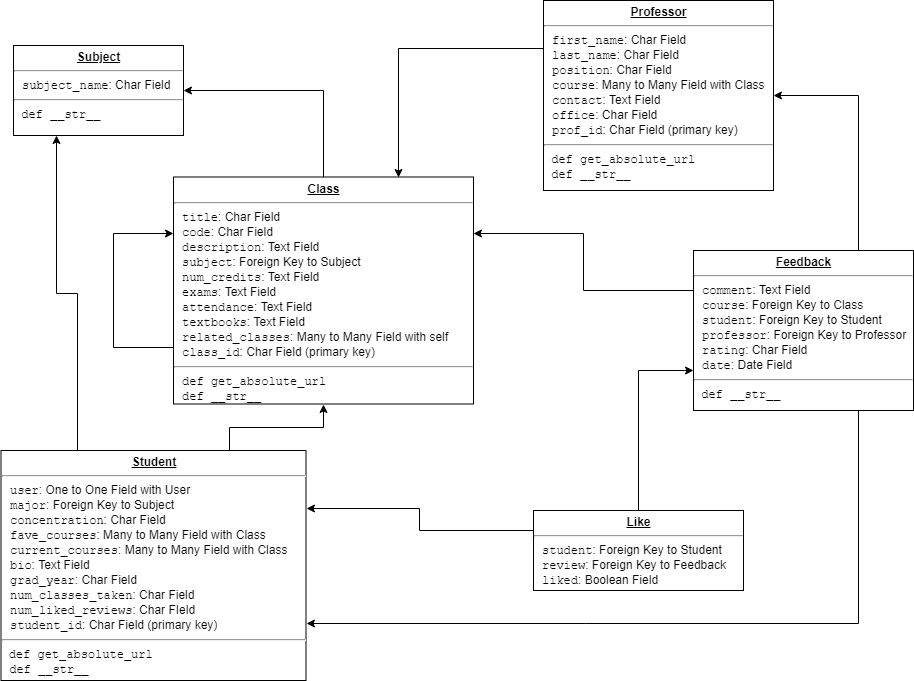 Professor
first_name: Char Field
last_name: Char Field
position: Char Field
course: Many to Many Field with Class
contact: Text Field
office: Char Field
prof_id: Char Field (primary key)
def get_absolute_url
def __str__
Subject
subject_name: Char Field
def __str__
Class
title: Char Field
code: Char Field
description: Text Field
subject: Foreign Key to Subject
num_credits: Text Field
exams: Text Field
attendance: Text Field
textbooks: Text Field
related_classes: Many to Many Field with self
class_id: Char Field (primary key)
def get_absolute_url
def __str__
Feedback
comment: Text Field
course: Foreign Key to Class
student: Foreign Key to Student
professor: Foreign Key to Professor
rating: Char Field
date: Date Field
def __str__
Student
user: One to One Field with User
major: Foreign Key to Subject
concentration: Char Field
fave_courses: Many to Many Field with Class
current_courses: Many to Many Field with Class
bio: Text Field
grad_year: Char Field
num_classes_taken: Char Field
num_liked_reviews: Char Field
student_id: Char Field (primary key)
def get_absolute_url
def __str__
Like
student: Foreign Key to Student
review: Foreign Key to Feedback
liked: Boolean Field